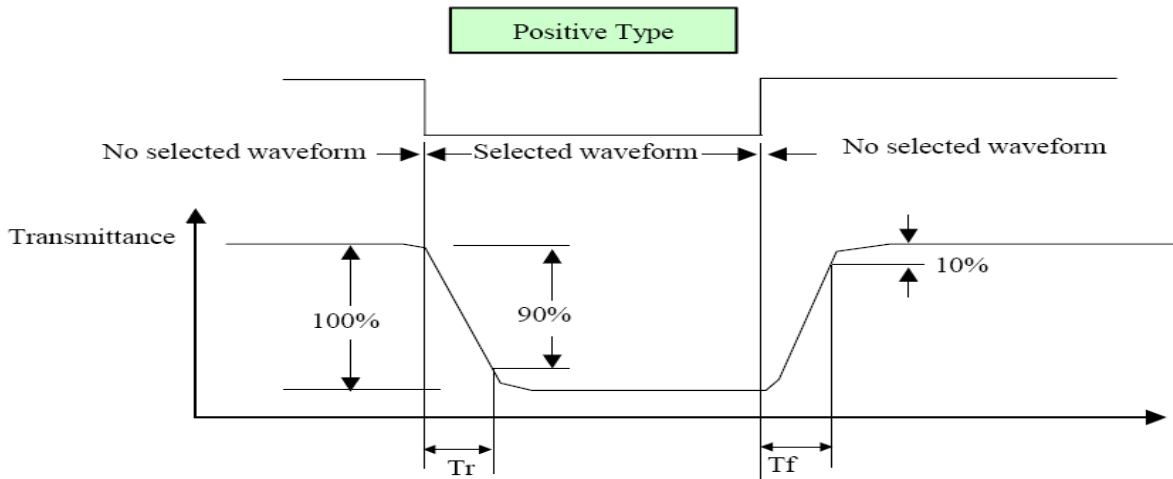 Positive Type
No selected waveform
Selected waveform
No selected waveform
Transmittance
10%
100%
90%
Tr
Tf